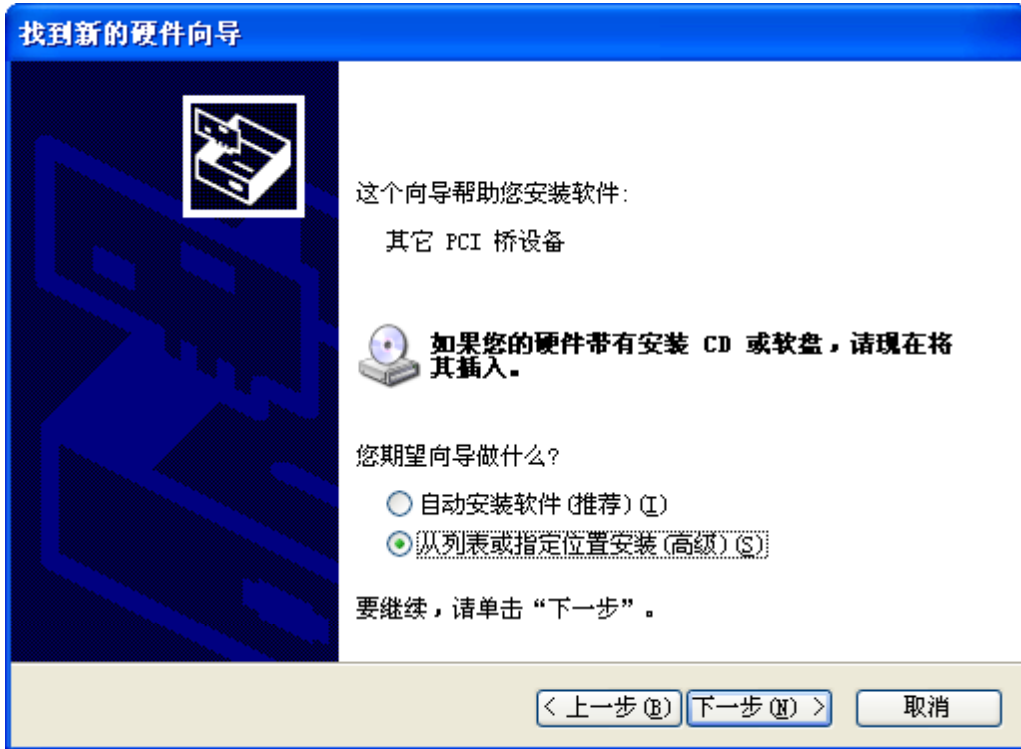 找到新的硬件向导
这个向导帮助您安装软件:
其它 PCI 桥设备
如果您的硬件带有安装 CD 或软盘，请现在将
其插入。
您期望向导做什么?
自动安装软件(推荐)(I)
从列表或指定位置安装(高级)(S)
要继续，请单击“下一步”。
< 上一步(B)
下一步(N) >
取消